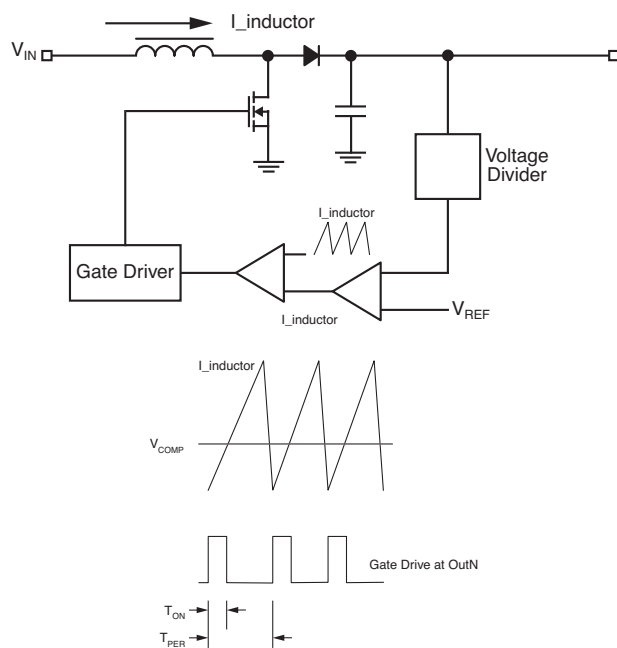 I_inductor
V_IN
Voltage
Divider
I_inductor
Gate Driver
V_REF
I_inductor
I_inductor
V_COMP
Gate Drive at OutN
T_ON
T_PER